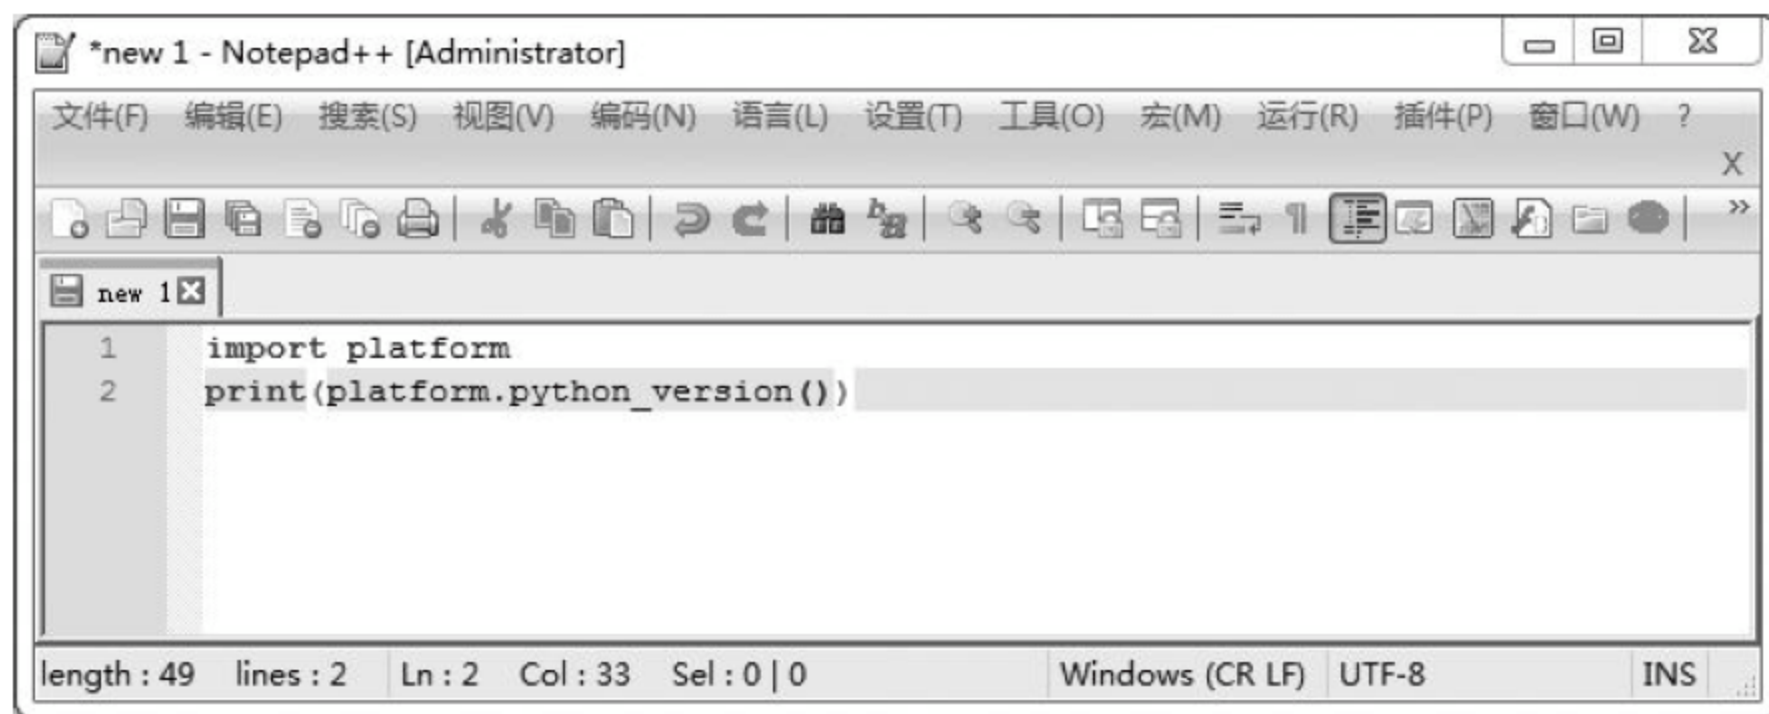 *new 1 - Notepad++ [Administrator]
文件(F) 编辑(E) 搜索(S) 视图(V) 编码(N) 语言(L) 设置(T) 工具(O) 宏(M) 运行(R) 插件(P) 窗口(W) ?
X
new 1
1 import platform
2 print(platform.python_version())
length : 49 lines : 2 Ln : 2 Col : 33 Sel : 0 | 0 Windows (CR LF) UTF-8 INS